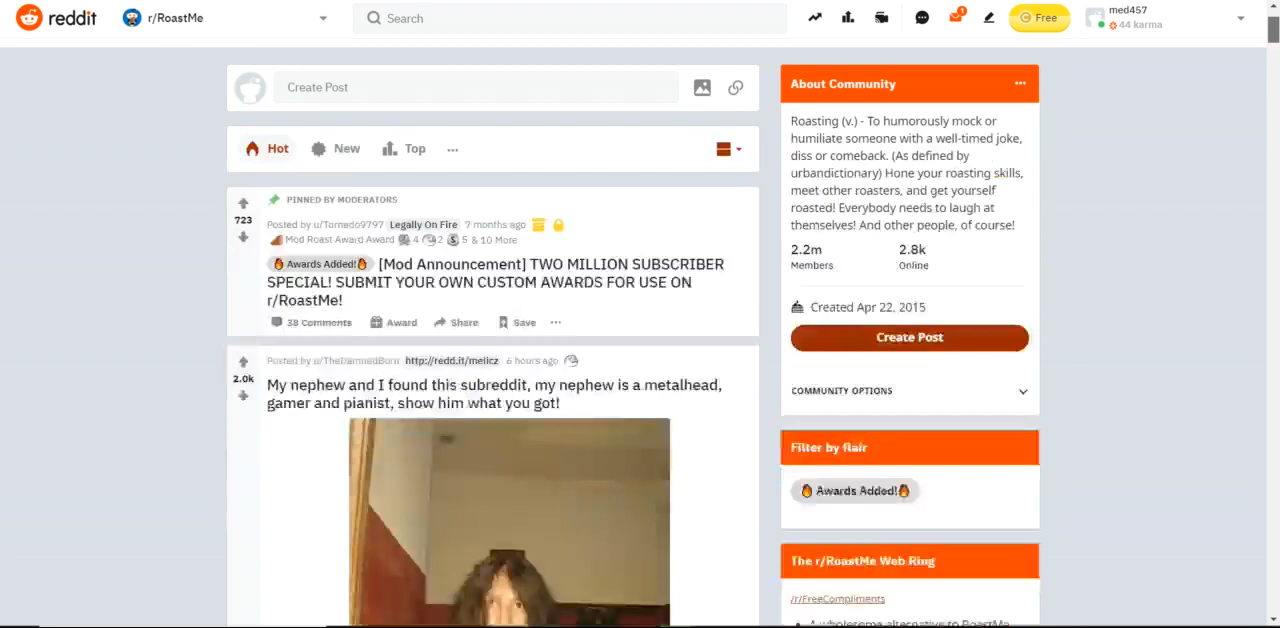 reddit
r/RoastMe
Search
1
Free
med457
44 karma
Create Post
Hot
New
Top
PINNED BY MODERATORS
723
Posted by u/Tornedo9797 Legally On Fire 7 months ago
Mod Roast Award Award 4 2 S 5 & 10 More
Awards Added! [Mod Announcement] TWO MILLION SUBSCRIBER
SPECIAL! SUBMIT YOUR OWN CUSTOM AWARDS FOR USE ON
r/RoastMe!
38 Comments Award Share Save
2.0k
Posted by http://redd.it/melicz 6 hours ago
My nephew and I found this subreddit, my nephew is a metalhead,
gamer and pianist, show him what you got!
About Community
Roasting (v.) - To humorously mock or
humiliate someone with a well-timed joke,
diss or comeback. (As defined by
urbandictionary) Hone your roasting skills,
meet other roasters, and get yourself
roasted! Everybody needs to laugh at
themselves! And other people, of course!
2.2m 2.8k
Members Online
Created Apr 22, 2015
Create Post
COMMUNITY OPTIONS
Filter by flair
Awards Added!
The r/RoastMe Web Ring
/r/FreeCompliments
A wholesome alternative to RoastMe